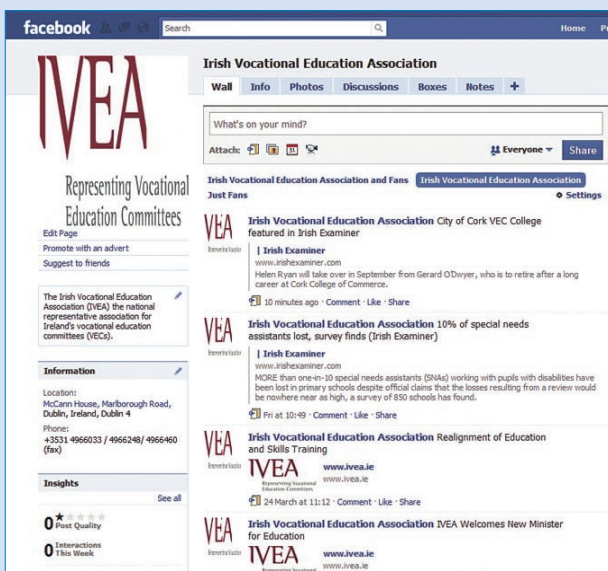 facebook
Search
Home
IVEA
Representing Vocational
Education Committees
Edit Page
Promote with an advert
Suggest to friends
The Irish Vocational Education
Association (IVEA) the national
representative association for
Ireland's vocational education
committees (VECs).
Information
Location:
McCann House, Marlborough Road,
Dublin, Ireland, Dublin 4
Phone:
+3531 4966033 / 4966248/ 4966460
(fax)
Insights
See all
0 Post Quality
0 Interactions
This Week
Irish Vocational Education Association
Wall Info Photos Discussions Boxes Notes +
What's on your mind?
Attach: 31 Everyone Share
Irish Vocational Education Association and Fans Irish Vocational Education Association
Just Fans Settings
VEA
Irish Vocational Education Association City of Cork VEC College
featured in Irish Examiner
| Irish Examiner
www.irishexaminer.com
Helen Ryan will take over in September from Gerard O'Dwyer, who is to retire after a long
career at Cork College of Commerce.
10 minutes ago · Comment · Like · Share
VEA
Irish Vocational Education Association 10% of special needs
assistants lost, survey finds (Irish Examiner)
| Irish Examiner
www.irishexaminer.com
MORE than one-in-10 special needs assistants (SNAs) working with pupils with disabilities have
been lost in primary schools despite official claims that the losses resulting from a review would
be nowhere near as high, a survey of 850 schools has found.
Fri at 10:49 · Comment · Like · Share
VEA
Irish Vocational Education Association Realignment of Education
and Skills Training
IVEA
Representing Vocational
Education Committees
www.ivea.ie
www.ivea.ie
24 March at 11:12 · Comment · Like · Share
VEA
Irish Vocational Education Association IVEA Welcomes New Minister
for Education
IVEA
Representing Vocational
www.ivea.ie
www.ivea.ie